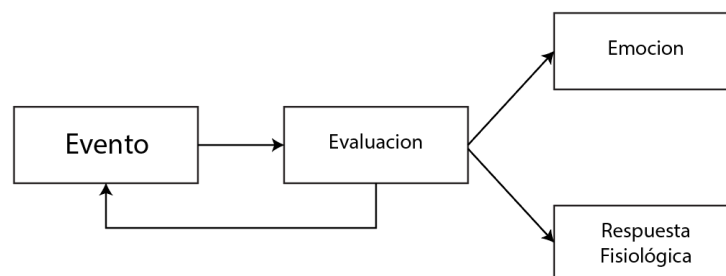 Evento
Evaluacion
Emocion
Respuesta
Fisiológica